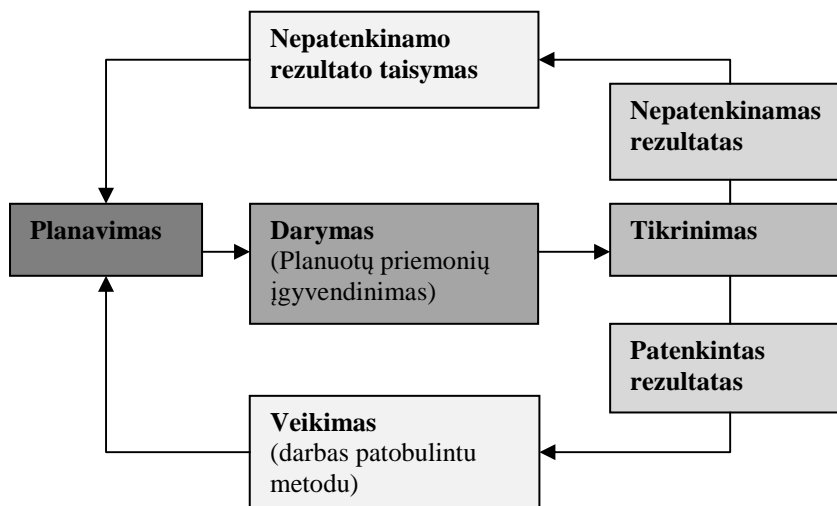 Nepatenkinamo
rezultato taisymas
Nepatenkinamas
rezultatas
Planavimas
Darymas
(Planuotų priemonių
įgyvendinimas)
Tikrinimas
Patenkintas
rezultatas
Veikimas
(darbas patobulintu
metodu)